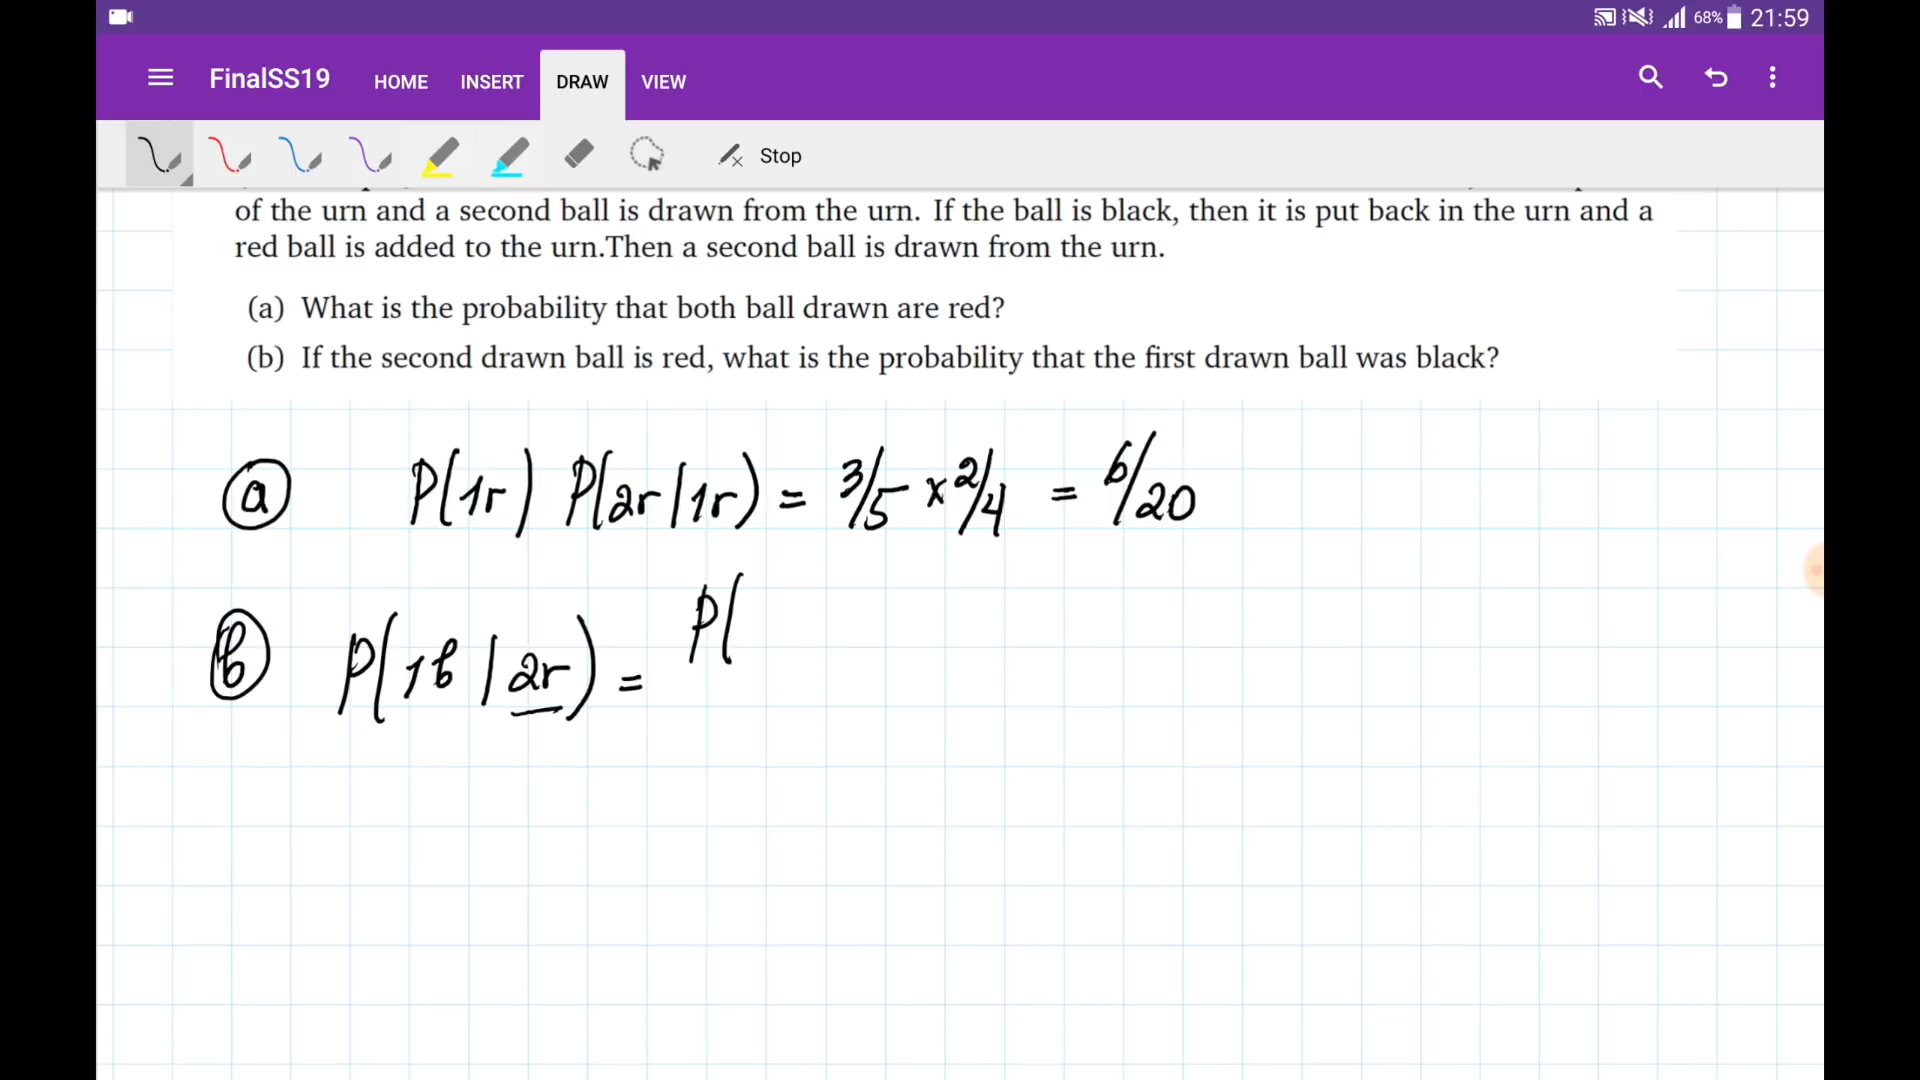 68% 21:59
FinalSS19 HOME INSERT DRAW VIEW
Stop
of the urn and a second ball is drawn from the urn. If the ball is black, then it is put back in the urn and a
red ball is added to the urn.Then a second ball is drawn from the urn.
(a) What is the probability that both ball drawn are red?
(b) If the second drawn ball is red, what is the probability that the first drawn ball was black?
a P(1r) P(2r|1r) = 3/5 x 2/4 = 6/20
b P(1b|2r) = P(